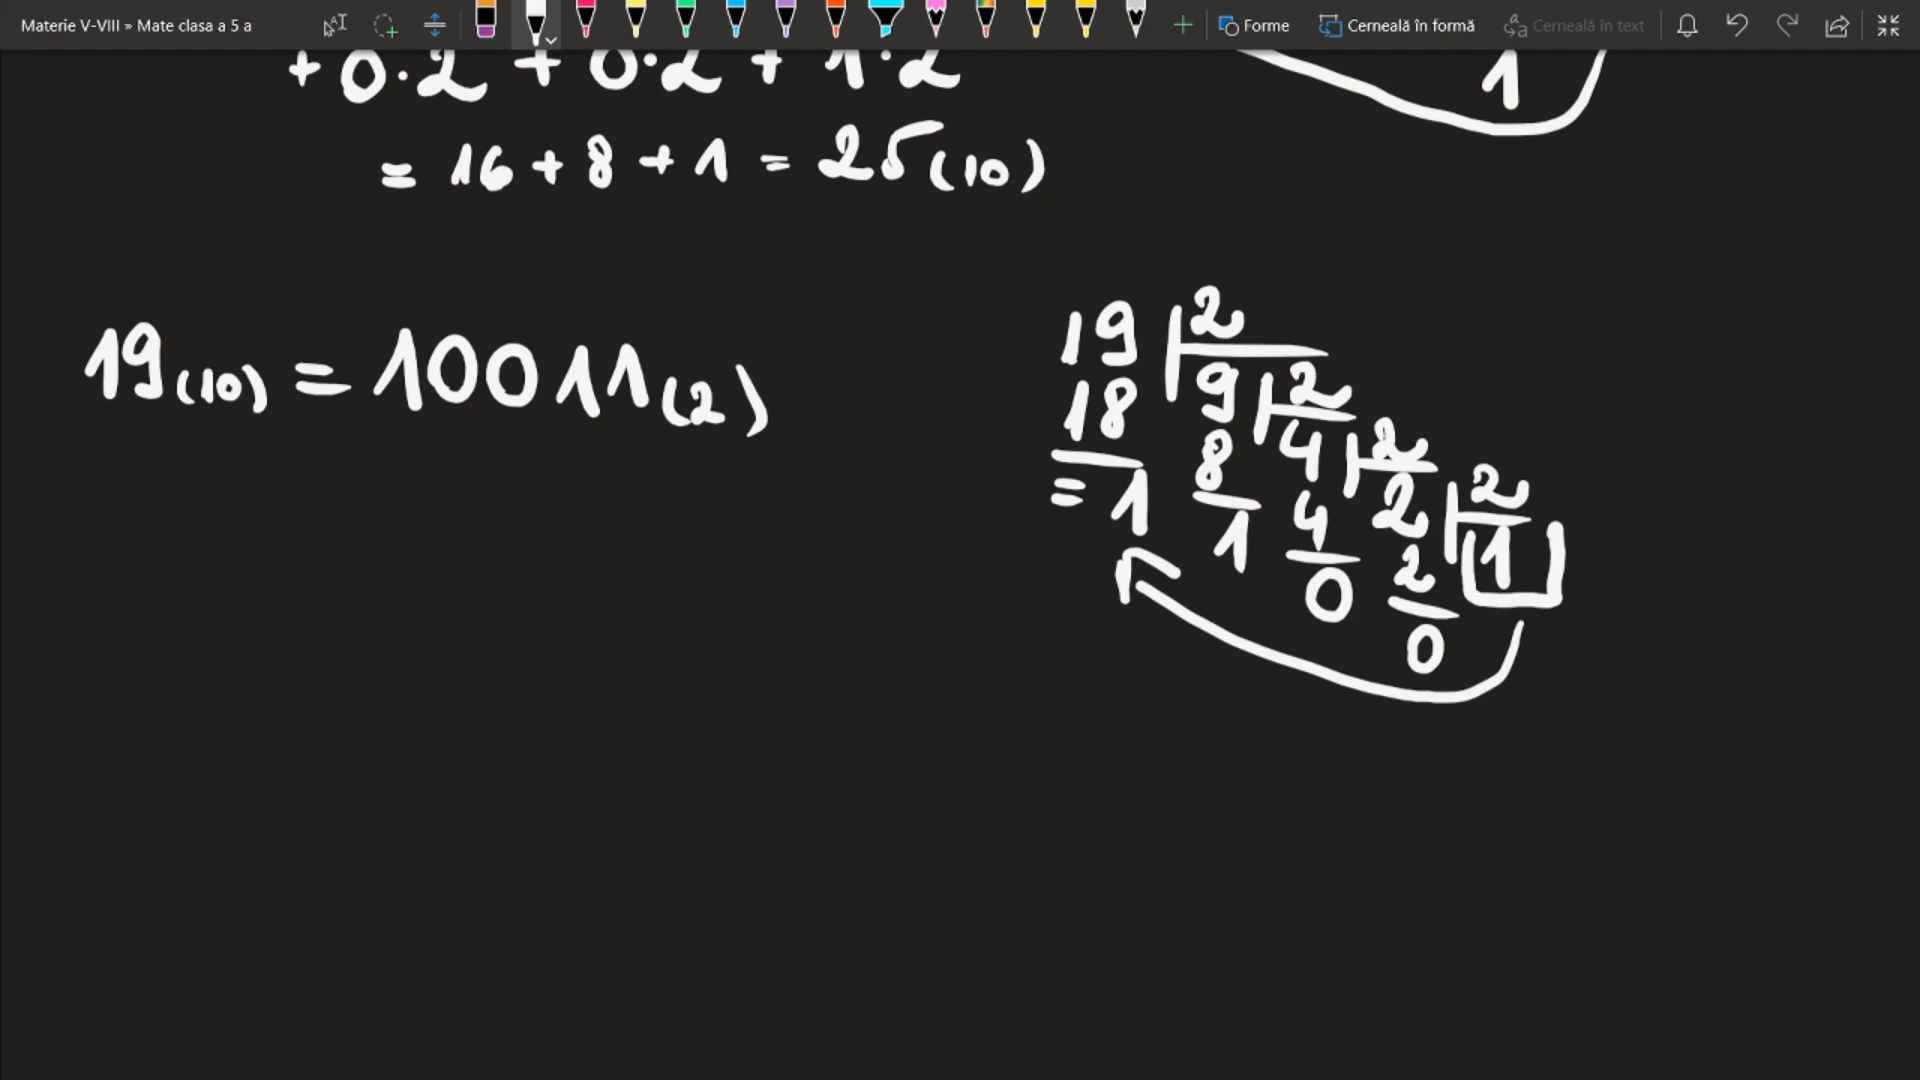 Materie V-VIII » Mate clasa a 5 a
Forme
Cerneală în formă
Cerneală în text
+ 0·2 + 0·2 + 1·2
1
= 16 + 8 + 1 = 25(10)
19(10) = 10011(2)
19 2
18 9 2
= 1 8 4 2
1 4 2 2
0 2 1
0